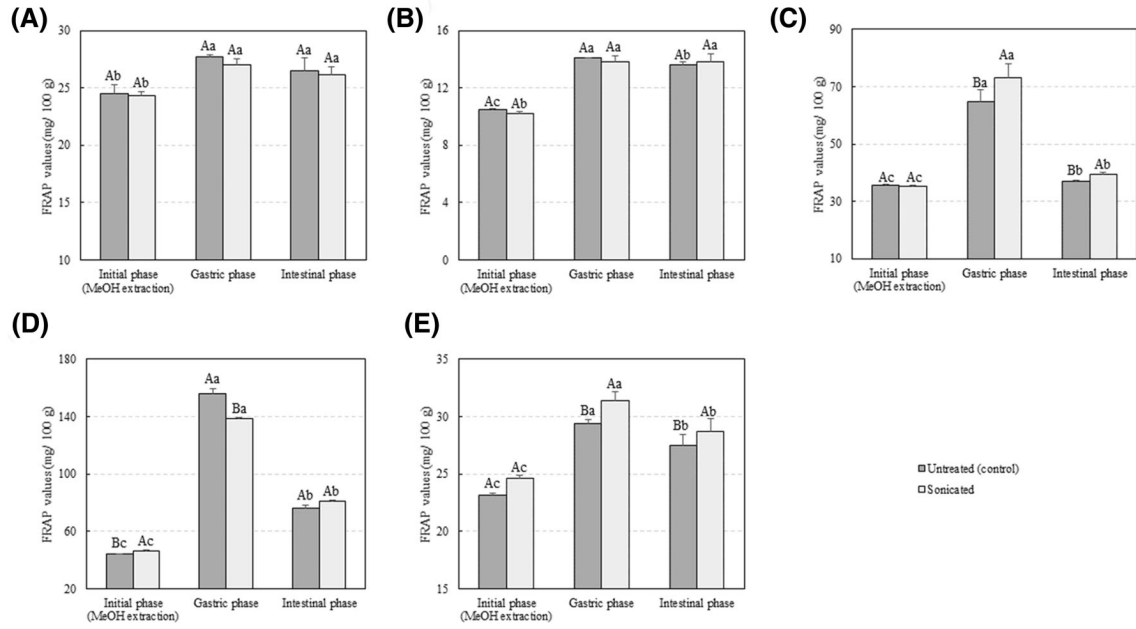 (A)
FRAP values (mg/ 100 g)
30
25
20
15
10
Ab
Ab
Aa
Aa
Aa
Aa
Initial phase
(MeOH extraction)
Gastric phase
Intestinal phase
(B)
FRAP values (mg/ 100 g)
16
12
8
4
0
Ac
Ab
Aa
Aa
Ab
Aa
Initial phase
(MeOH extraction)
Gastric phase
Intestinal phase
(C)
FRAP values (mg/ 100 g)
90
70
50
30
10
Ac
Ac
Ba
Aa
Bb
Ab
Initial phase
(MeOH extraction)
Gastric phase
Intestinal phase
(D)
FRAP values (mg/ 100 g)
180
140
100
60
20
Bc
Ac
Aa
Ba
Ab
Ab
Initial phase
(MeOH extraction)
Gastric phase
Intestinal phase
(E)
FRAP values (mg/ 100 g)
35
30
25
20
15
Ac
Ac
Ba
Aa
Bb
Ab
Initial phase
(MeOH extraction)
Gastric phase
Intestinal phase
Untreated (control)
Sonicated